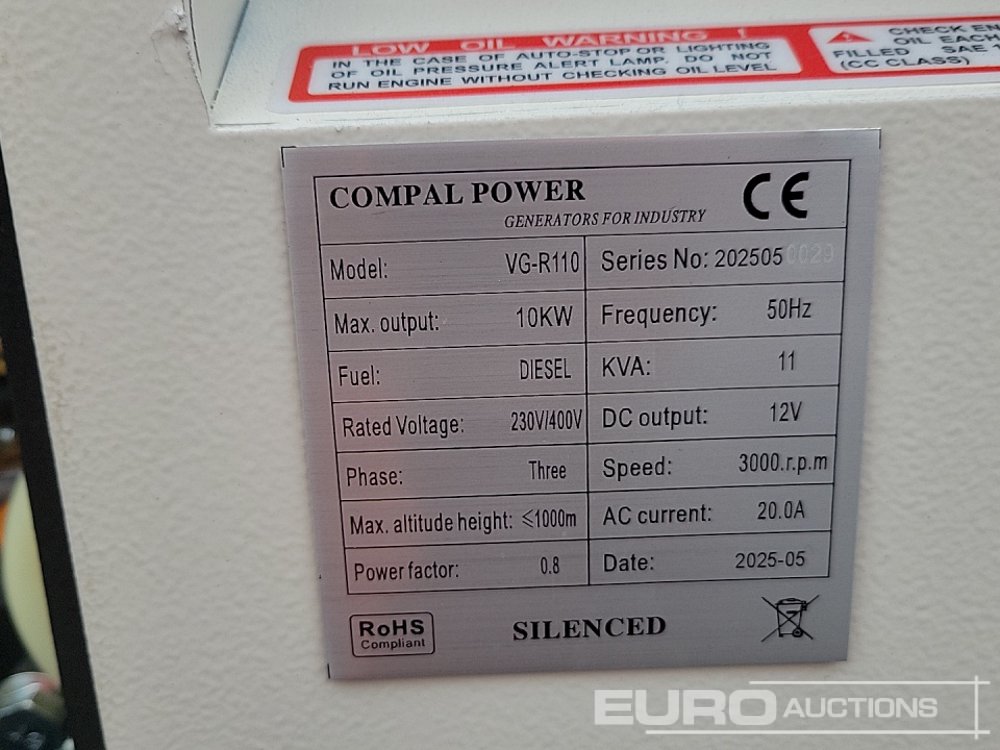 LOW OIL WARNING !
IN THE CASE OF AUTO-STOP OR LIGHTING
OF OIL PRESSURE ALERT LAMP. DO NOT
RUN ENGINE WITHOUT CHECKING OIL LEVEL
CHECK EN
OIL EACH
FILLED SAE 1
(CC CLASS)
COMPAL POWER
GENERATORS FOR INDUSTRY
CE
Model: VG-R110
Series No: 202505 0029
Max. output: 10KW
Frequency: 50Hz
Fuel: DIESEL
KVA: 11
Rated Voltage: 230V/400V
DC output: 12V
Phase: Three
Speed: 3000.r.p.m
Max. altitude height: ≤1000m
AC current: 20.0A
Power factor: 0.8
Date: 2025-05
RoHS
Compliant
SILENCED
EURO AUCTIONS